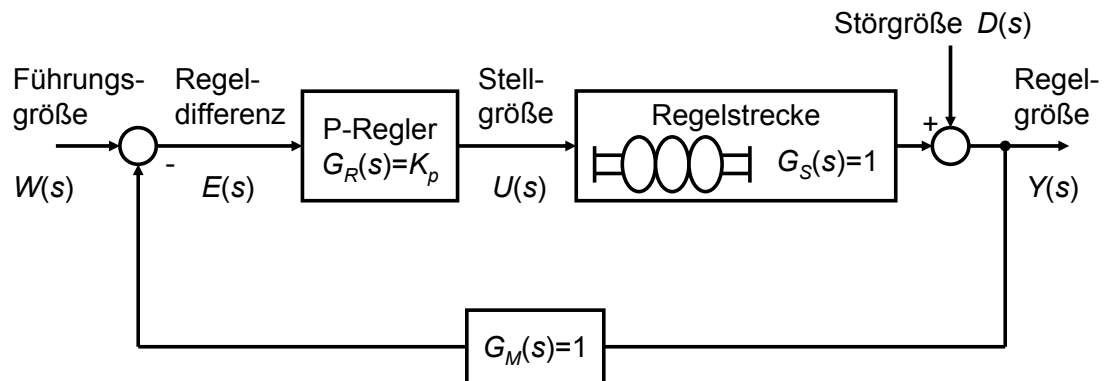 Störgröße D(s)
Führungs-
größe
W(s)
-
Regel-
differenz
E(s)
P-Regler
G_R(s)=K_p
Stell-
größe
U(s)
Regelstrecke
G_S(s)=1
+
Regel-
größe
Y(s)
G_M(s)=1